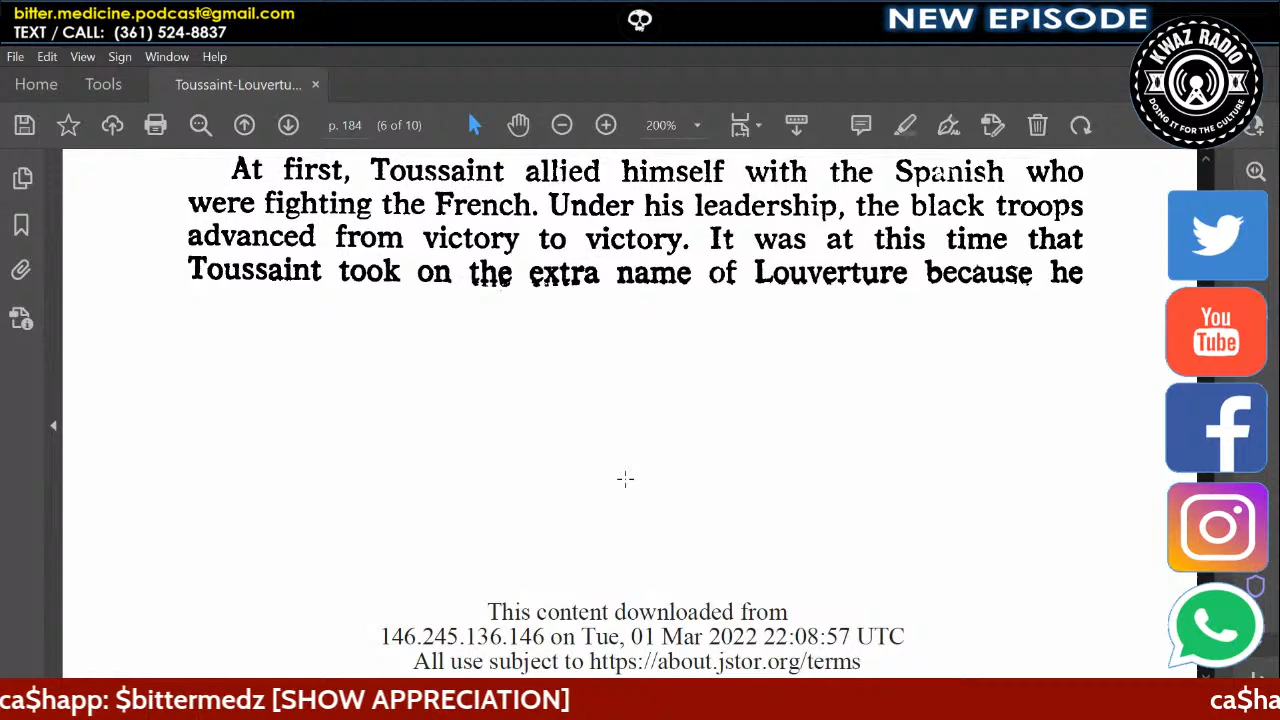 bitter.medicine.podcast@gmail.com
TEXT / CALL: (361) 524-8837
NEW EPISODE
KWAZ RADIO
DOING IT FOR THE CULTURE
File Edit View Sign Window Help
Home Tools Toussaint-Louvertu... ×
p. 184 (6 of 10) 200%
At first, Toussaint allied himself with the Spanish who
were fighting the French. Under his leadership, the black troops
advanced from victory to victory. It was at this time that
Toussaint took on the extra name of Louverture because he
You
Tube
This content downloaded from
146.245.136.146 on Tue, 01 Mar 2022 22:08:57 UTC
All use subject to https://about.jstor.org/terms
ca$happ: $bittermedz [SHOW APPRECIATION] ca$ha